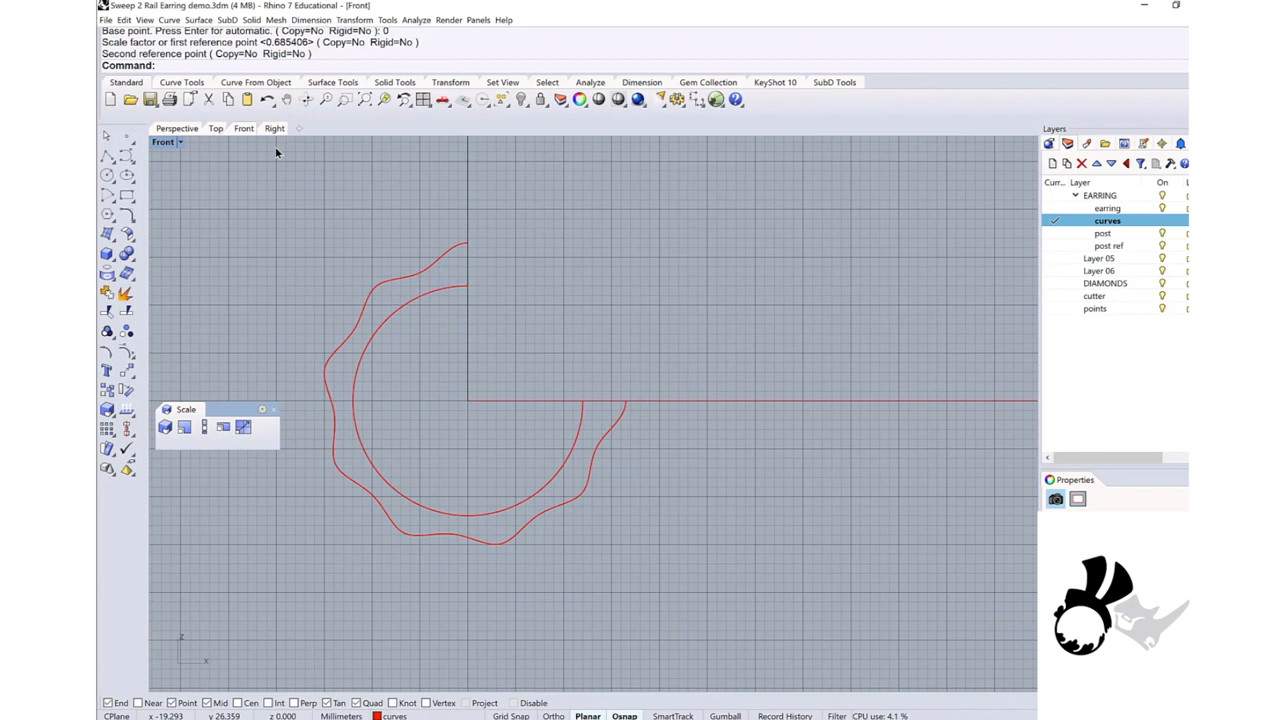 Sweep 2 Rail Earring demo.3dm (4 MB) - Rhino 7 Educational - [Front]
File Edit View Curve Surface SubD Solid Mesh Dimension Transform Tools Analyze Render Panels Help
Base point. Press Enter for automatic. ( Copy=No Rigid=No ): 0
Scale factor or first reference point <0.685406> ( Copy=No Rigid=No )
Second reference point ( Copy=No Rigid=No )
Command:
Standard Curve Tools Curve From Object Surface Tools Solid Tools Transform Set View Select Analyze Dimension Gem Collection KeyShot 10 SubD Tools
Perspective Top Front Right
Front
Layers
Curr... Layer On L
EARRING
earring
curves
post
post ref
Layer 05
Layer 06
DIAMONDS
cutter
points
Scale
Properties
z
x
End Near Point Mid Cen Int Perp Tan Quad Knot Vertex Project Disable
CPlane x -19.293 y 26.359 z 0.000 Millimeters curves Grid Snap Ortho Planar Osnap SmartTrack Gumball Record History Filter CPU use: 4.1 %